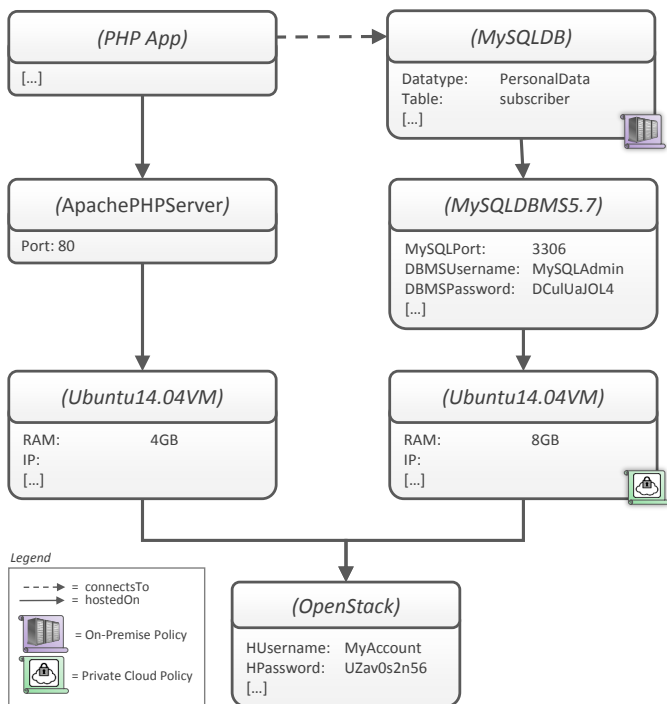 (PHP App)
[...]
(MySQLDB)
Datatype: PersonalData
Table: subscriber
[...]
(ApachePHPServer)
Port: 80
(MySQLDBMS5.7)
MySQLPort: 3306
DBMSUsername: MySQLAdmin
DBMSPassword: DCulUaJOL4
[...]
(Ubuntu14.04VM)
RAM: 4GB
IP:
[...]
(Ubuntu14.04VM)
RAM: 8GB
IP:
[...]
(OpenStack)
HUsername: MyAccount
HPassword: UZav0s2n56
[...]
Legend
= connectsTo
= hostedOn
= On-Premise Policy
= Private Cloud Policy